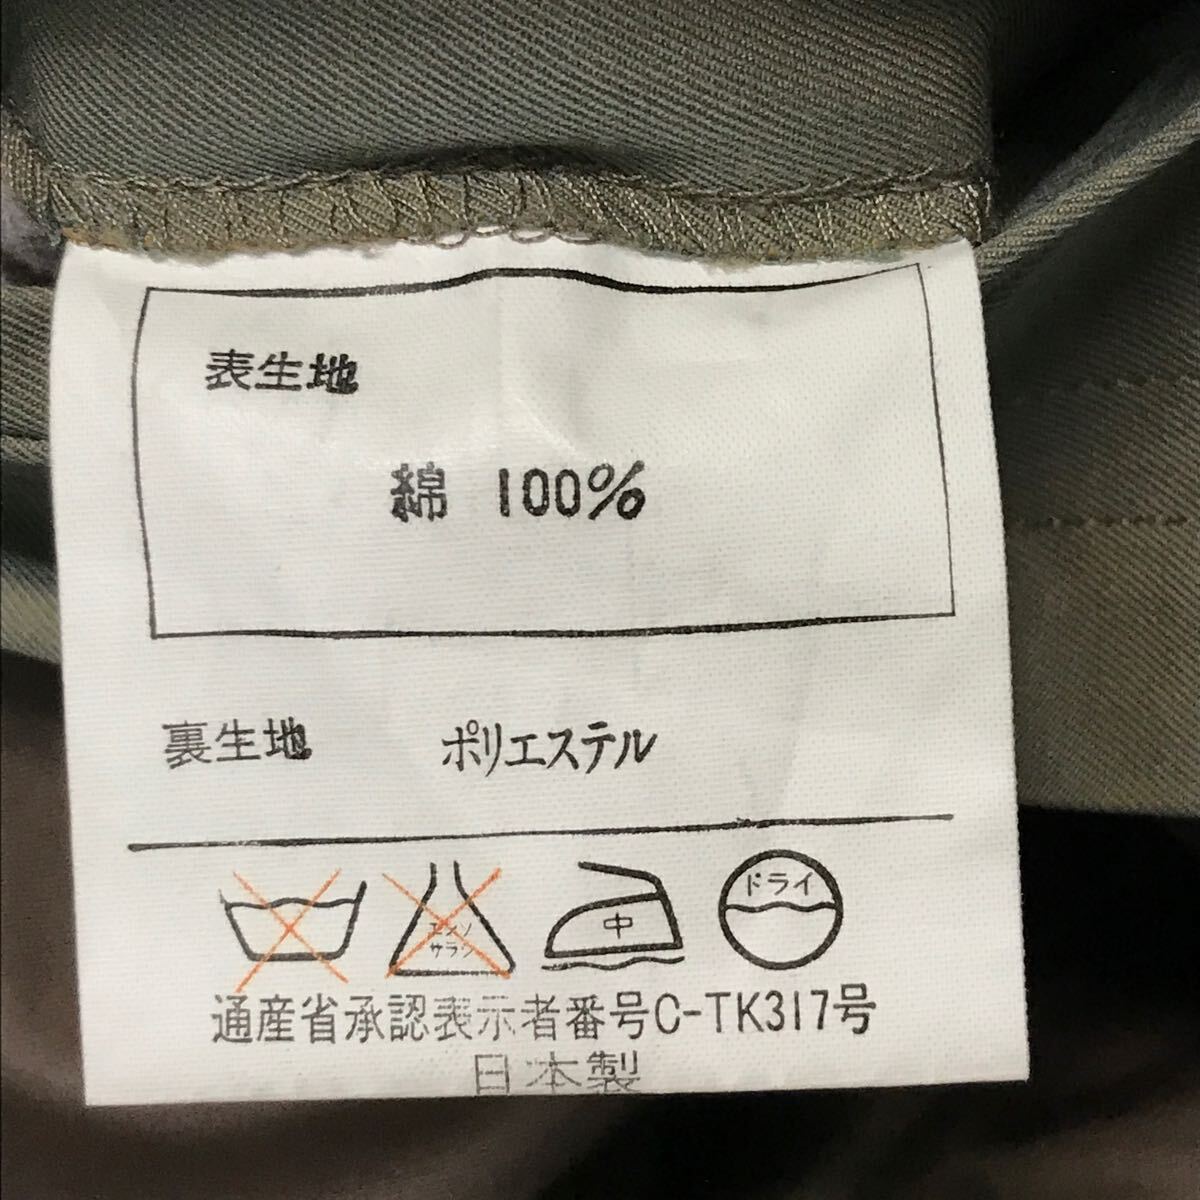 表生地
綿 100%
裏生地 ポリエステル
エンソ
サラシ
中
ドライ
通産省承認表示者番号C-TK317号
日本製